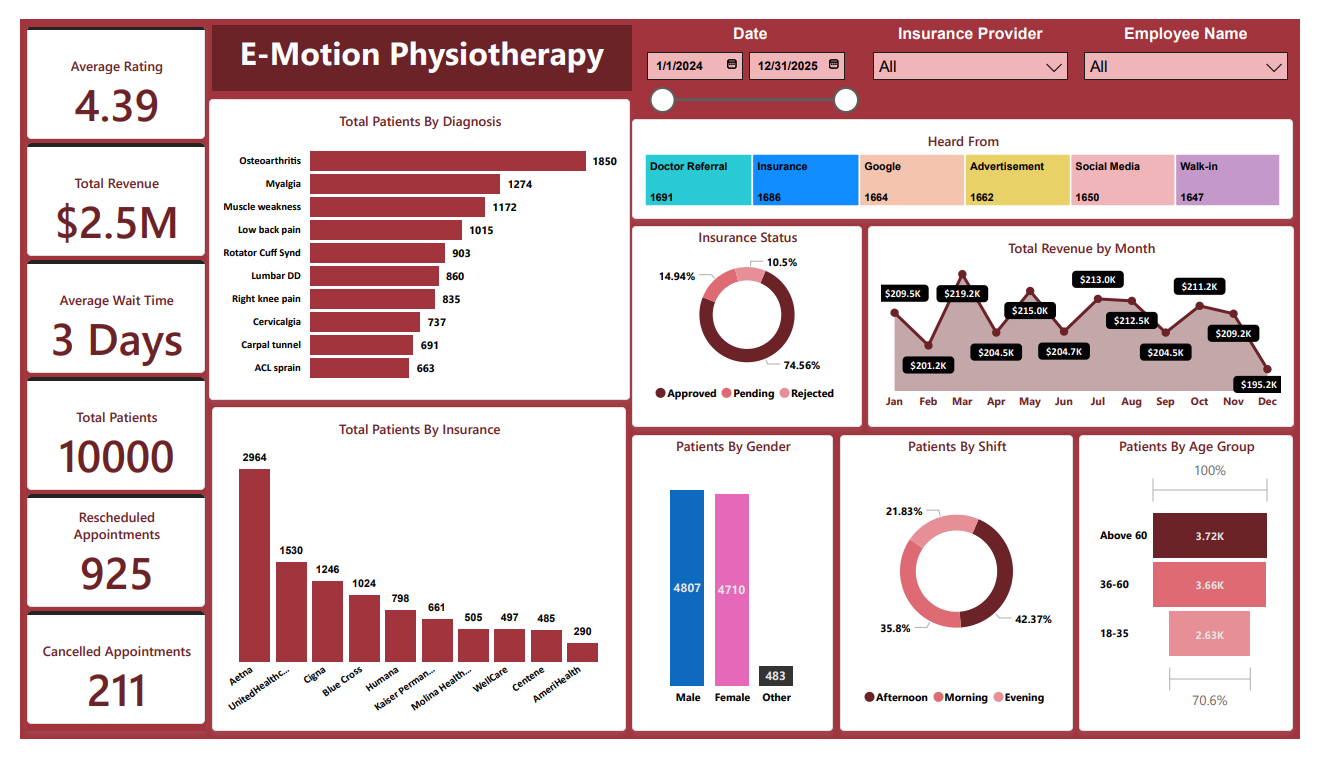 Average Rating
4.39
Total Revenue
$2.5M
Average Wait Time
3 Days
Total Patients
10000
Rescheduled
Appointments
925
Cancelled Appointments
211
E-Motion Physiotherapy
Date
1/1/2024
12/31/2025
Insurance Provider
All
Employee Name
All
Total Patients By Diagnosis
Osteoarthritis 1850
Myalgia 1274
Muscle weakness 1172
Low back pain 1015
Rotator Cuff Synd 903
Lumbar DD 860
Right knee pain 835
Cervicalgia 737
Carpal tunnel 691
ACL sprain 663
Heard From
Doctor Referral
1691
Insurance
1686
Google
1664
Advertisement
1662
Social Media
1650
Walk-in
1647
Insurance Status
10.5%
14.94%
74.56%
Approved Pending Rejected
Total Revenue by Month
$209.5K
$201.2K
$219.2K
$204.5K
$215.0K
$204.7K
$213.0K
$212.5K
$204.5K
$211.2K
$209.2K
$195.2K
Jan Feb Mar Apr May Jun Jul Aug Sep Oct Nov Dec
Total Patients By Insurance
2964
1530
1246
1024
798
661
505
497
485
290
Aetna
UnitedHealthc...
Cigna
Blue Cross
Humana
Kaiser Perman...
Molina Health...
WellCare
Centene
AmeriHealth
Patients By Gender
4807
4710
483
Male Female Other
Patients By Shift
21.83%
35.8%
42.37%
Afternoon Morning Evening
Patients By Age Group
100%
Above 60 3.72K
36-60 3.66K
18-35 2.63K
70.6%